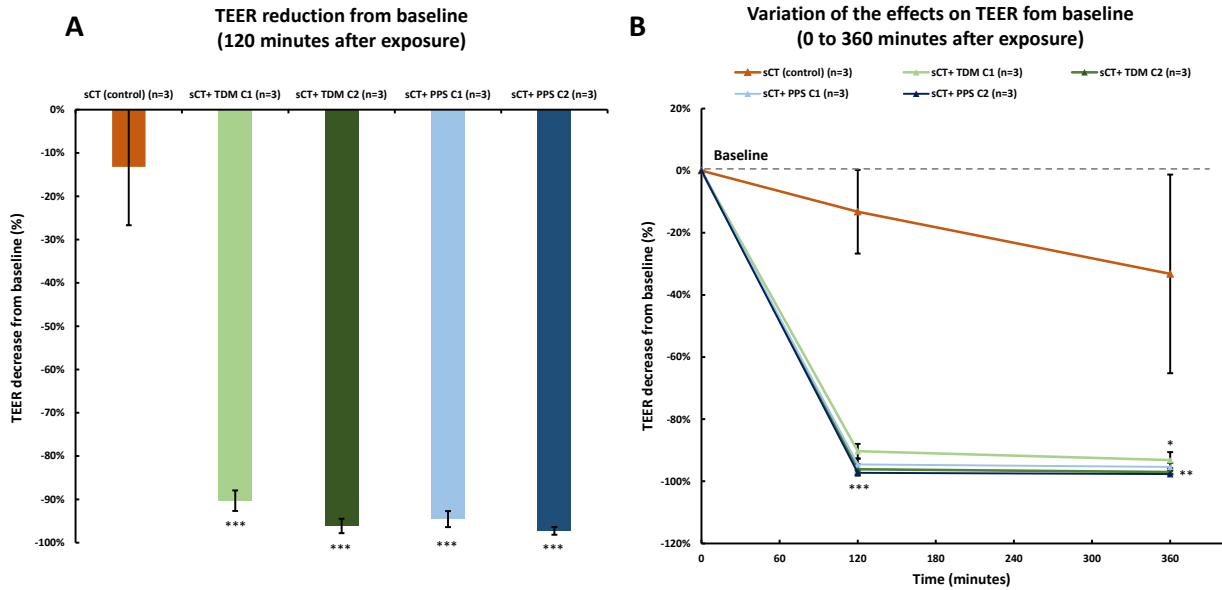 A
TEER reduction from baseline
(120 minutes after exposure)
sCT (control) (n=3)
sCT+ TDM C1 (n=3)
sCT+ TDM C2 (n=3)
sCT+ PPS C1 (n=3)
sCT+ PPS C2 (n=3)
0%
-10%
-20%
-30%
-40%
-50%
-60%
-70%
-80%
-90%
-100%
TEER decrease from baseline (%)
***
***
***
***
B
Variation of the effects on TEER fom baseline
(0 to 360 minutes after exposure)
sCT (control) (n=3)
sCT+ TDM C1 (n=3)
sCT+ TDM C2 (n=3)
sCT+ PPS C1 (n=3)
sCT+ PPS C2 (n=3)
20%
0%
-20%
-40%
-60%
-80%
-100%
-120%
TEER decrease from baseline (%)
Baseline
***
*
**
0
60
120
180
240
300
360
Time (minutes)